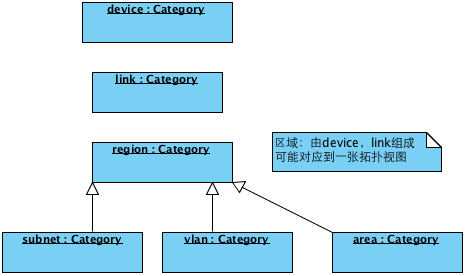 device : Category
link : Category
region : Category
区域：由device，link组成
可能对应到一张拓扑视图
subnet : Category
vlan : Category
area : Category